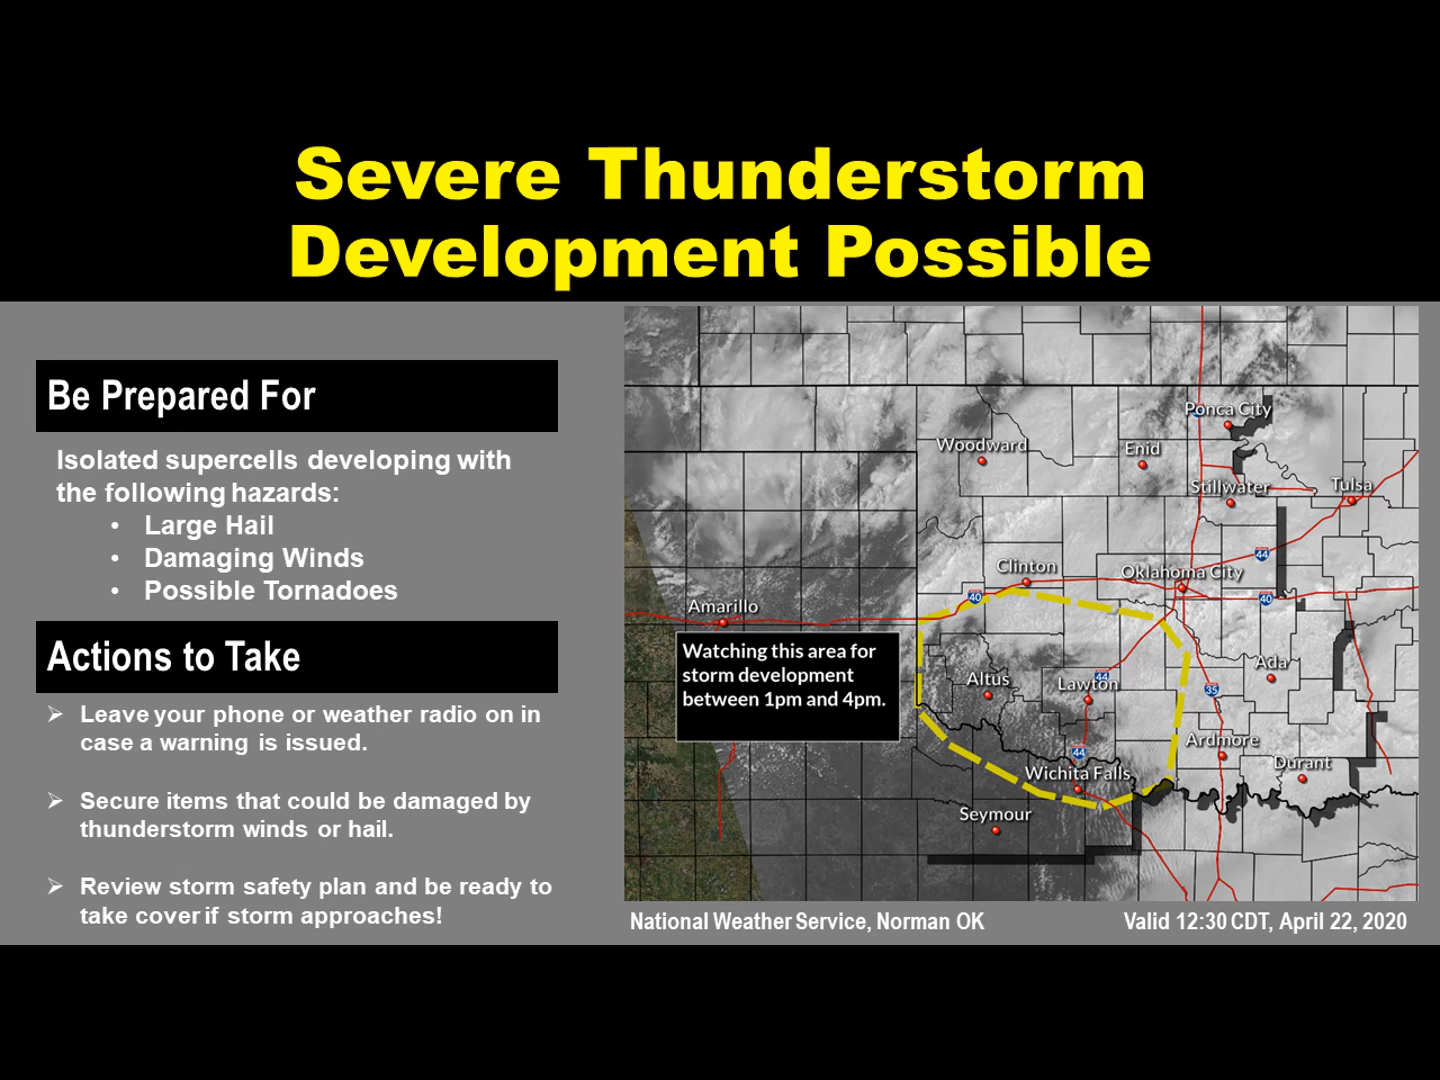 Severe Thunderstorm
Development Possible
Be Prepared For
Isolated supercells developing with
the following hazards:
• Large Hail
• Damaging Winds
• Possible Tornadoes
Actions to Take
➢ Leave your phone or weather radio on in
case a warning is issued.
➢ Secure items that could be damaged by
thunderstorm winds or hail.
➢ Review storm safety plan and be ready to
take cover if storm approaches!
Ponca City
Woodward
Enid
Stillwater
Tulsa
44
Clinton
Oklahoma City
40
40
Amarillo
Watching this area for
storm development
between 1pm and 4pm.
Altus
44
Lawton
35
Ada
Ardmore
44
Wichita Falls
Durant
Seymour
National Weather Service, Norman OK
Valid 12:30 CDT, April 22, 2020